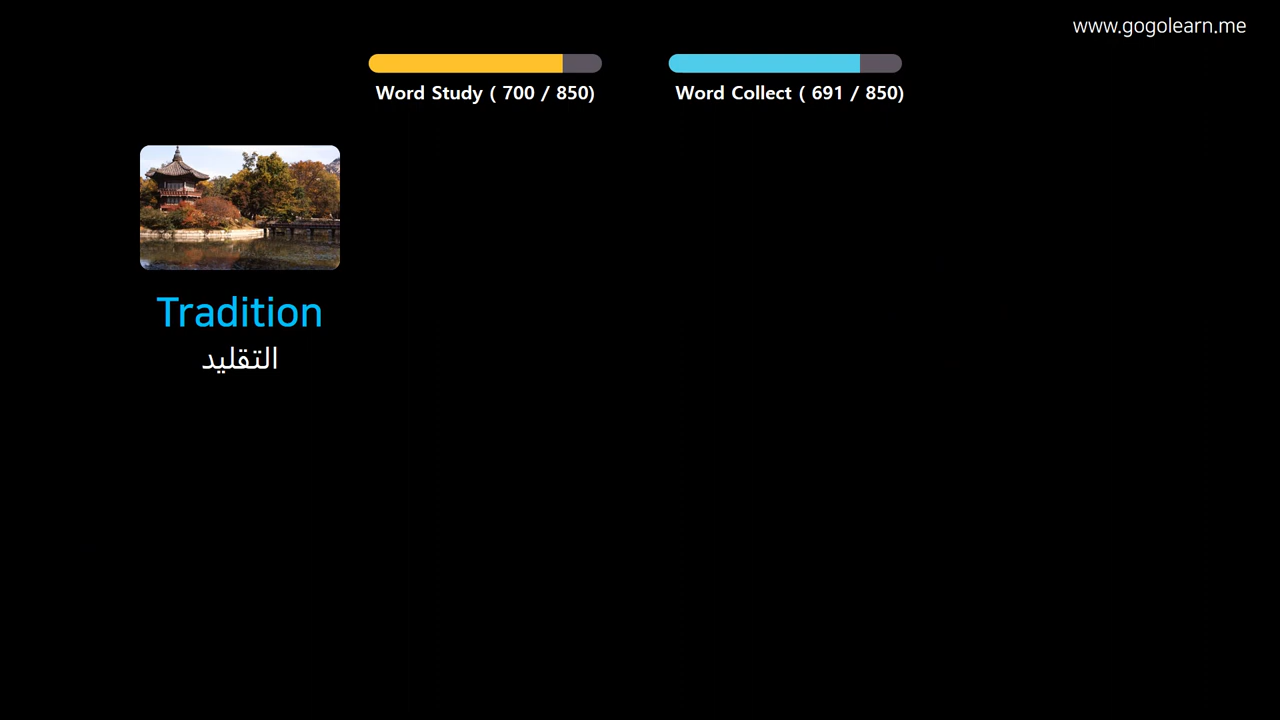 www.gogolearn.me
Word Study ( 700 / 850)
Word Collect ( 691 / 850)
Tradition
التقليد